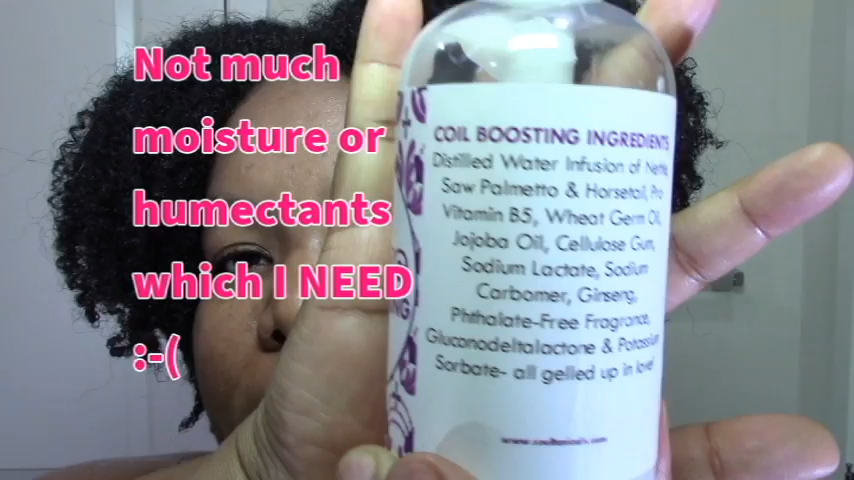 Not much
moisture or
humectants
which I NEED
:-(
COIL BOOSTING INGREDIENTS
Distilled Water Infusion of
Saw Palmetto & Horsetail, Pro
Vitamin B5, Wheat Germ Oil,
Jojoba Oil, Cellulose Gum,
Sodium Lactate, Sodium
Carbomer, Ginseng,
Phthalate-Free Fragrance,
Gluconodeltalactone & Potassium
Sorbate- all gelled up in love